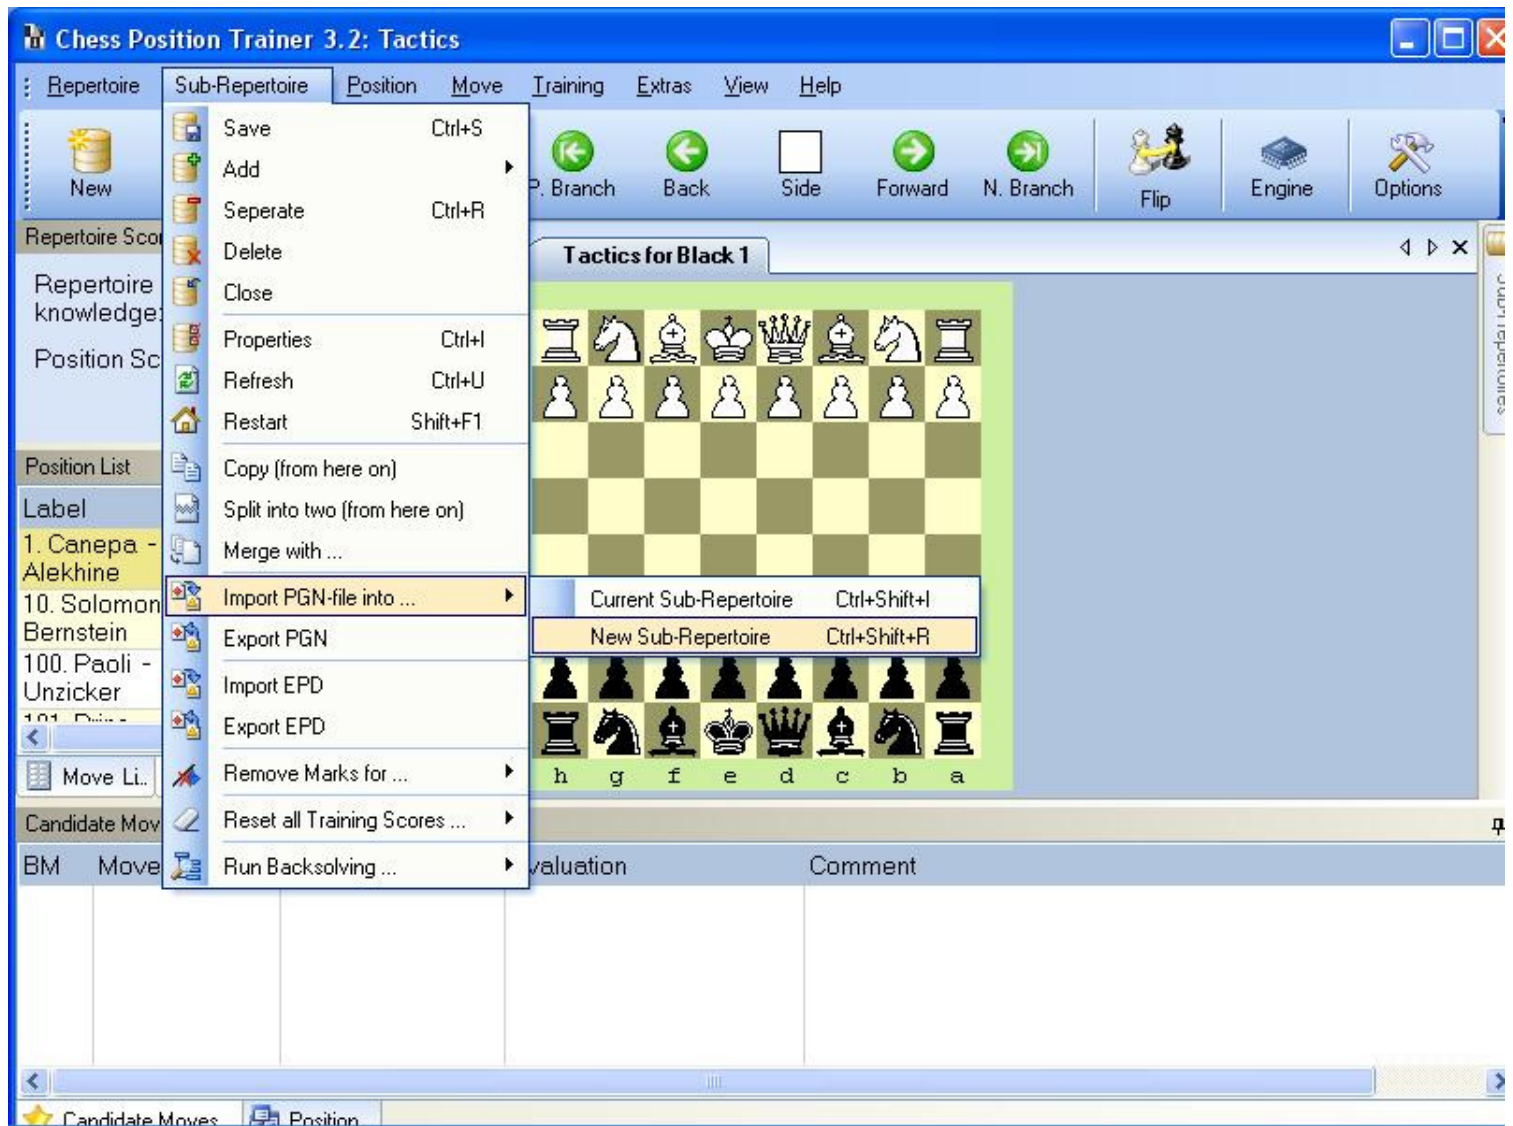 Chess Position Trainer 3.2: Tactics
Repertoire Sub-Repertoire Position Move Training Extras View Help
New P. Branch Back Side Forward N. Branch Flip Engine Options
Save Ctrl+S
Add
Seperate Ctrl+R
Delete
Close
Properties Ctrl+I
Refresh Ctrl+U
Restart Shift+F1
Copy (from here on)
Split into two (from here on)
Merge with ...
Import PGN-file into ...
Export PGN
Import EPD
Export EPD
Remove Marks for ...
Reset all Training Scores ...
Run Backsolving ...
Current Sub-Repertoire Ctrl+Shift+I
New Sub-Repertoire Ctrl+Shift+R
Repertoire Scor
Repertoire
knowledge:
Position Sc
Tactics for Black 1
Position List
Label
1. Canepa -
Alekhine
10. Solomon
Bernstein
100. Paoli -
Unzicker
h g f e d c b a
Move Li..
Candidate Mov
BM Move valuation Comment
Candidate Moves Position